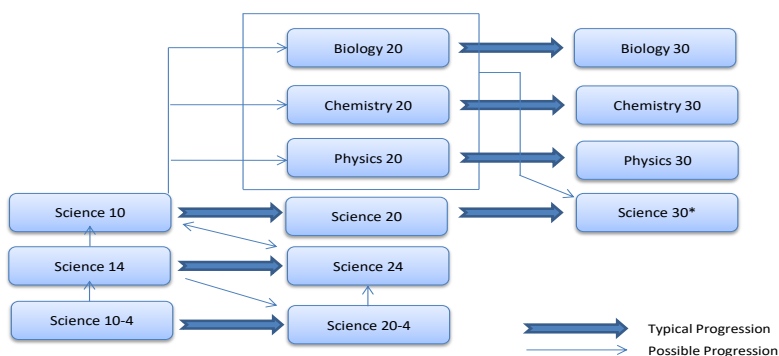 Biology 20
Biology 30
Chemistry 20
Chemistry 30
Physics 20
Physics 30
Science 10
Science 20
Science 30*
Science 14
Science 24
Science 10-4
Science 20-4
Typical Progression
Possible Progression